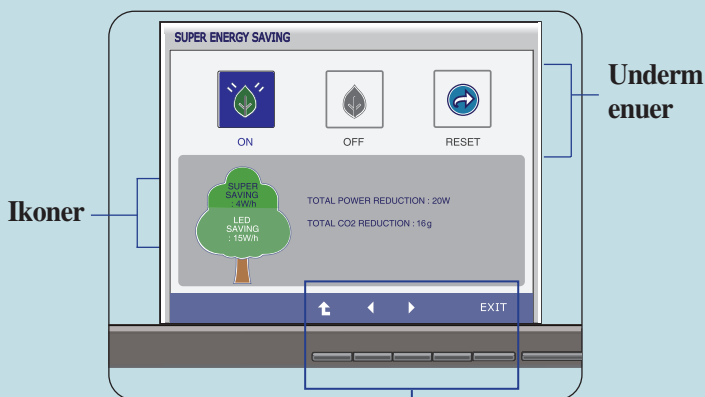 SUPER ENERGY SAVING
ON
OFF
RESET
Underm
enuer
Ikoner
SUPER
SAVING
: 4W/h
LED
SAVING
: 15W/h
TOTAL POWER REDUCTION : 20W
TOTAL CO2 REDUCTION : 16g
EXIT